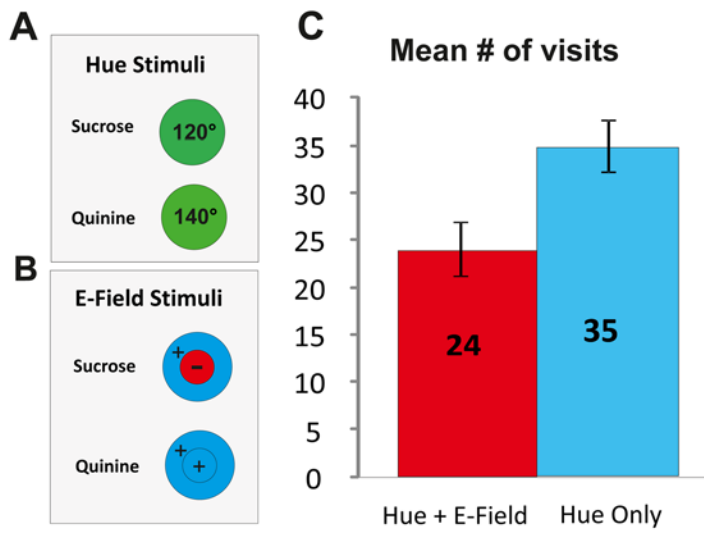 A
Hue Stimuli
Sucrose
120°
Quinine
140°
B
E-Field Stimuli
Sucrose
+
-
Quinine
+
+
C
Mean # of visits
40
35
30
25
20
15
10
5
0
24
35
Hue + E-Field
Hue Only